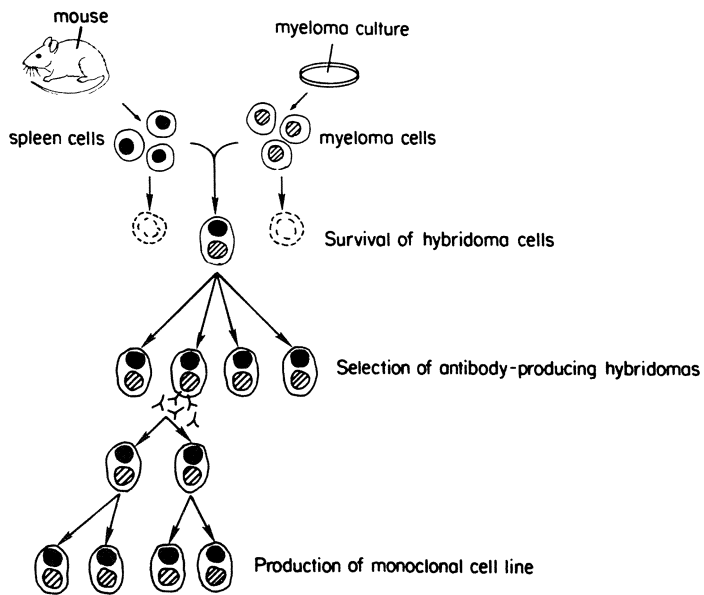 mouse
myeloma culture
spleen cells
myeloma cells
Survival of hybridoma cells
Selection of antibody-producing hybridomas
Production of monoclonal cell line